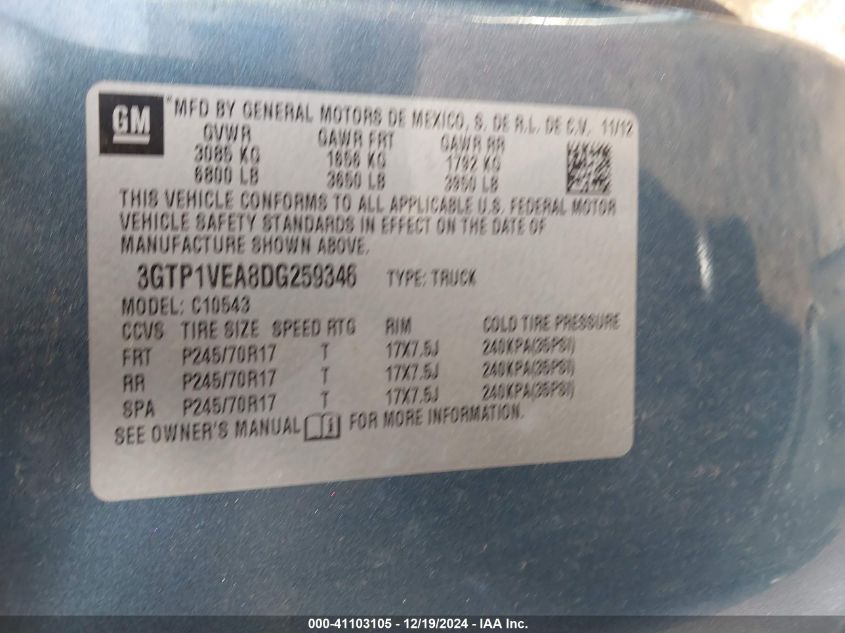 GM
*MFD BY GENERAL MOTORS DE MEXICO, S. DE R.L. DE C.V. 11/12
GVWR GAWR FRT GAWR RR
3085 KG 1656 KG 1792 KG
6800 LB 3650 LB 3950 LB
THIS VEHICLE CONFORMS TO ALL APPLICABLE U.S. FEDERAL MOTOR
VEHICLE SAFETY STANDARDS IN EFFECT ON THE DATE OF
MANUFACTURE SHOWN ABOVE.
3GTP1VEA8DG259346 TYPE: TRUCK
MODEL: C10543
CCVS TIRE SIZE SPEED RTG RIM COLD TIRE PRESSURE
FRT P245/70R17 T 17X7.5J 240KPA(35PSI)
RR P245/70R17 T 17X7.5J 240KPA(35PSI)
SPA P245/70R17 T 17X7.5J 240KPA(35PSI)
SEE OWNER'S MANUAL i FOR MORE INFORMATION.
000-41103105 - 12/19/2024 - IAA Inc.